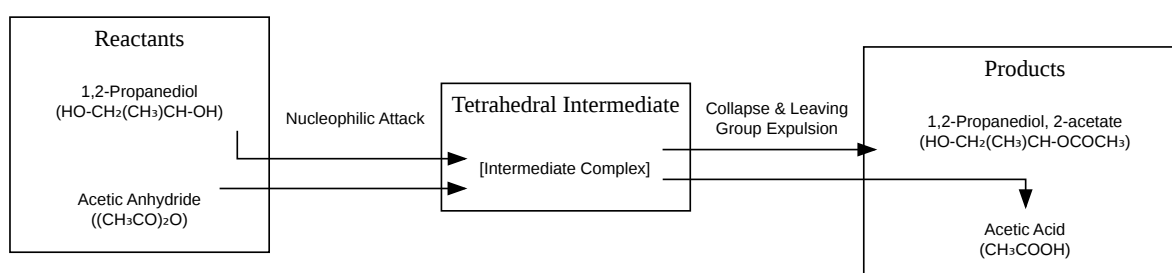 Reactants
1,2-Propanediol
(HO-CH₂(CH₃)CH-OH)
Acetic Anhydride
((CH₃CO)₂O)
Nucleophilic Attack
Tetrahedral Intermediate
[Intermediate Complex]
Collapse & Leaving
Group Expulsion
Products
1,2-Propanediol, 2-acetate
(HO-CH₂(CH₃)CH-OCOCH₃)
Acetic Acid
(CH₃COOH)